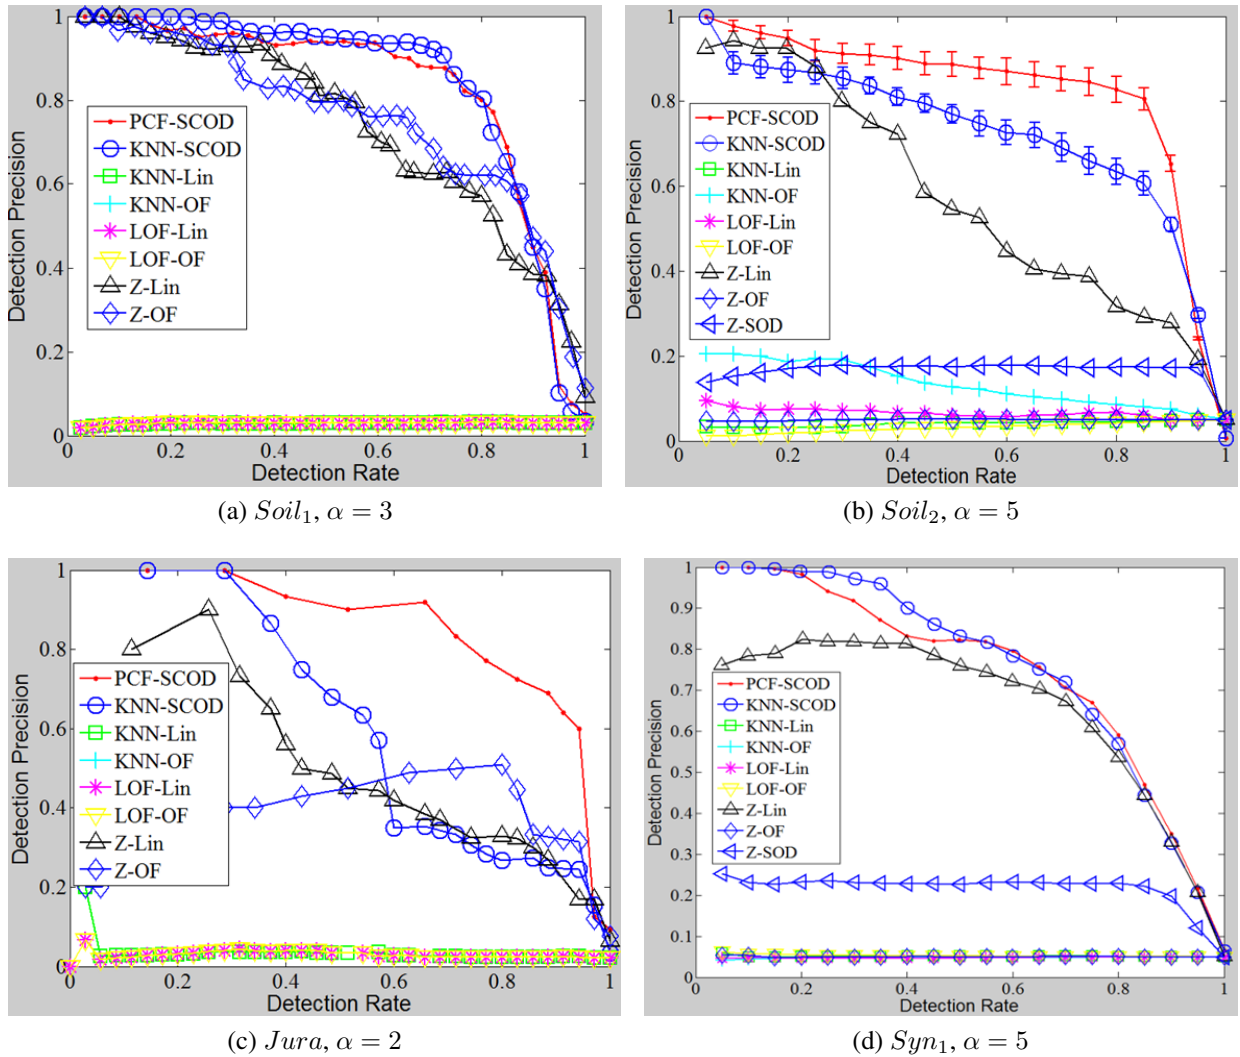 1
0.8
0.6
0.4
0.2
0
Detection Precision
PCF-SCOD
KNN-SCOD
KNN-Lin
KNN-OF
LOF-Lin
LOF-OF
Z-Lin
Z-OF
0 0.2 0.4 0.6 0.8 1
Detection Rate
(a) Soil₁, α = 3
1
0.8
0.6
0.4
0.2
0
Detection Precision
PCF-SCOD
KNN-SCOD
KNN-Lin
KNN-OF
LOF-Lin
LOF-OF
Z-Lin
Z-OF
Z-SOD
0 0.2 0.4 0.6 0.8 1
Detection Rate
(b) Soil₂, α = 5
1
0.8
0.6
0.4
0.2
0
Detection Precision
PCF-SCOD
KNN-SCOD
KNN-Lin
KNN-OF
LOF-Lin
LOF-OF
Z-Lin
Z-OF
0 0.2 0.4 0.6 0.8 1
Detection Rate
(c) Jura, α = 2
1
0.9
0.8
0.7
0.6
0.5
0.4
0.3
0.2
0.1
0
Detection Precision
PCF-SCOD
KNN-SCOD
KNN-Lin
KNN-OF
LOF-Lin
LOF-OF
Z-Lin
Z-OF
Z-SOD
0 0.2 0.4 0.6 0.8 1
Detection Rate
(d) Syn₁, α = 5